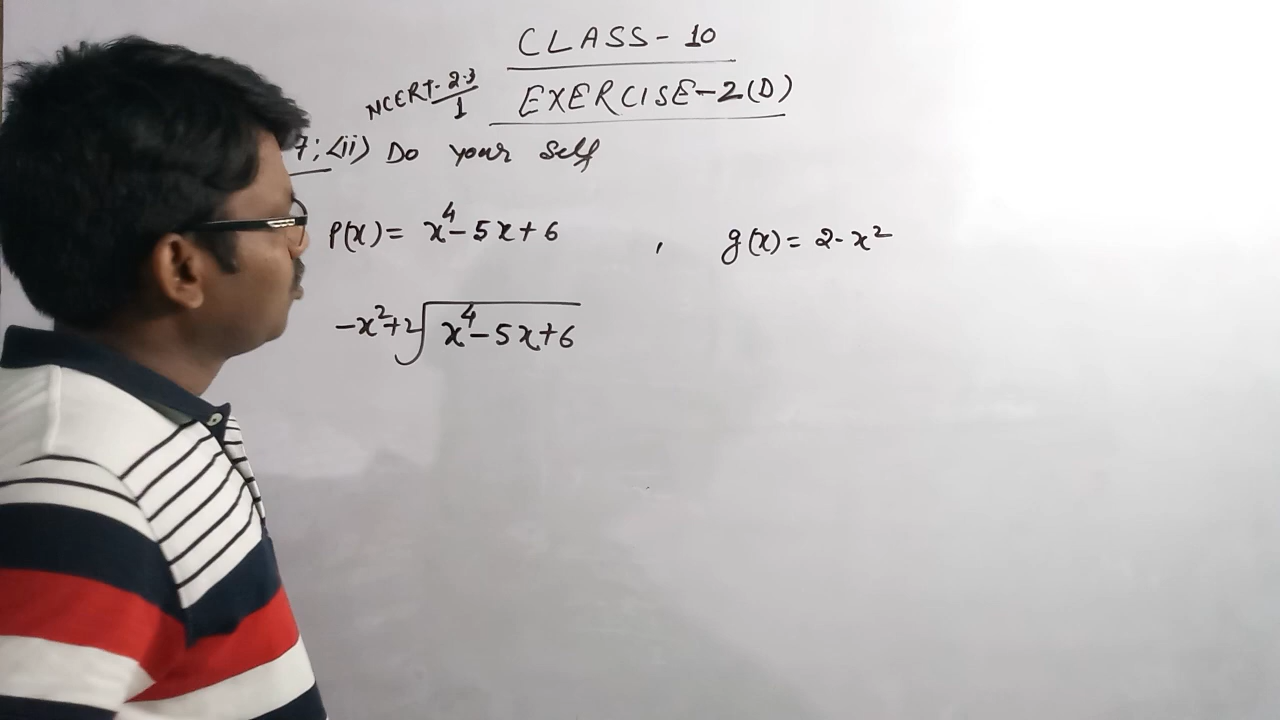 CLASS - 10
NCERT- 2.3/1 EXERCISE-2(D)
7; (ii) Do your self
P(x) = x⁴-5x+6 , g(x) = 2-x²
-x²+2 x⁴-5x+6